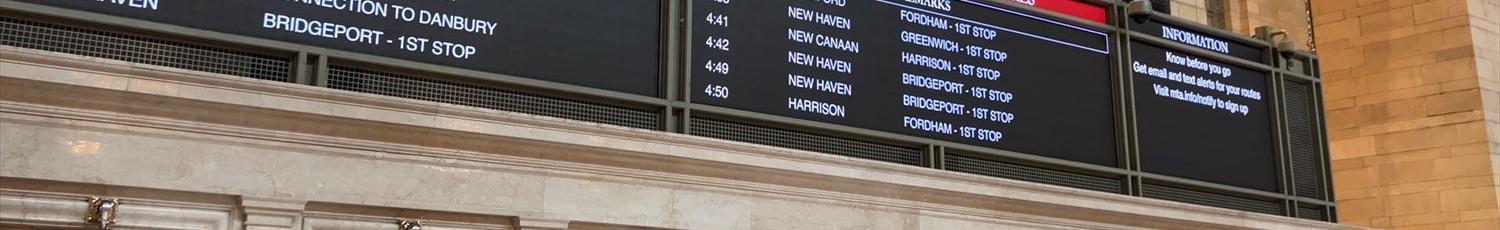 HAVEN
CONNECTION TO DANBURY
BRIDGEPORT - 1ST STOP
REMARKS
FORDHAM - 1ST STOP
NEW HAVEN GREENWICH - 1ST STOP
4:41 NEW CANAAN HARRISON - 1ST STOP
4:42 NEW HAVEN BRIDGEPORT - 1ST STOP
4:49 NEW HAVEN BRIDGEPORT - 1ST STOP
4:50 HARRISON FORDHAM - 1ST STOP
INFORMATION
Know before you go
Get email and text alerts for your routes
Visit mta.info/notify to sign up